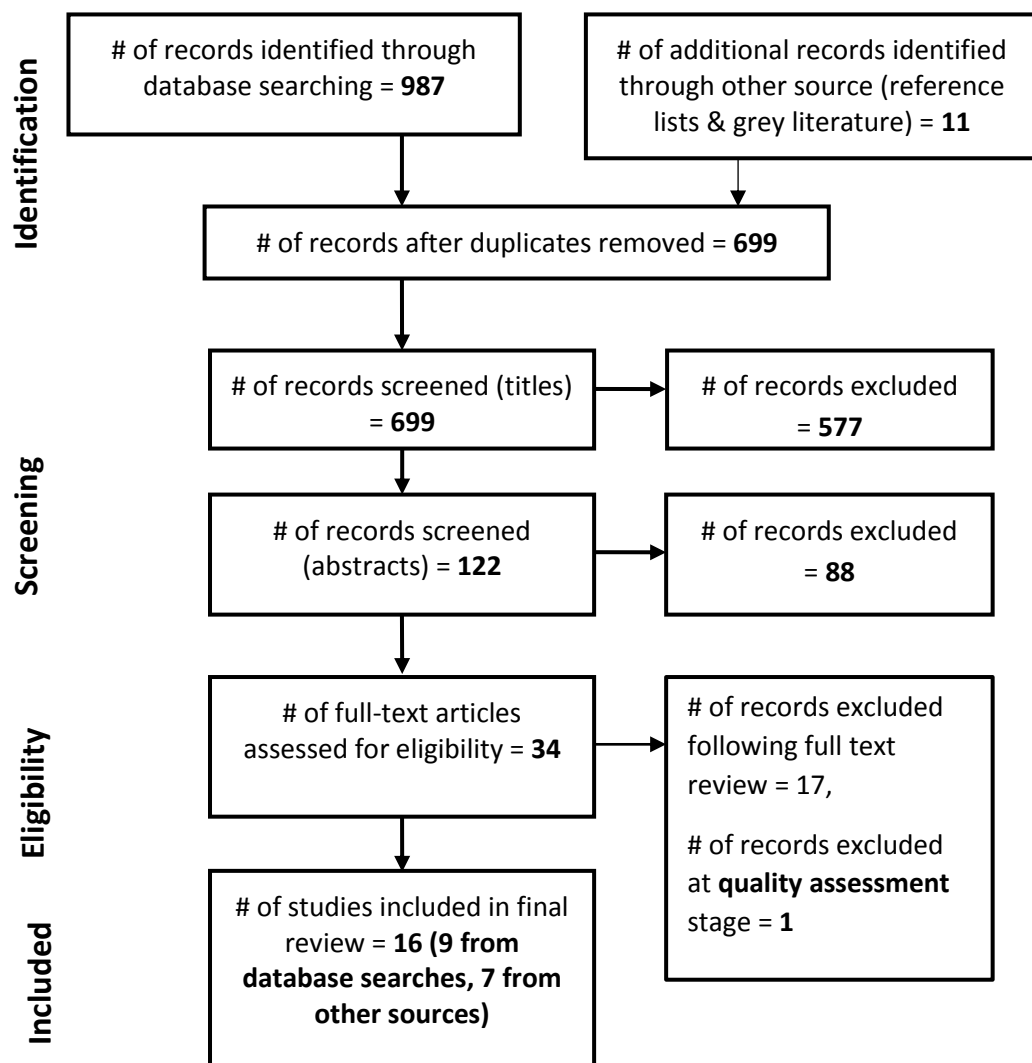 Identification
# of records identified through
database searching = 987
# of additional records identified
through other source (reference
lists & grey literature) = 11
# of records after duplicates removed = 699
Screening
# of records screened (titles)
= 699
# of records excluded
= 577
# of records screened
(abstracts) = 122
# of records excluded
= 88
Eligibility
# of full-text articles
assessed for eligibility = 34
# of records excluded
following full text
review = 17,
# of records excluded
at quality assessment
stage = 1
Included
# of studies included in final
review = 16 (9 from
database searches, 7 from
other sources)